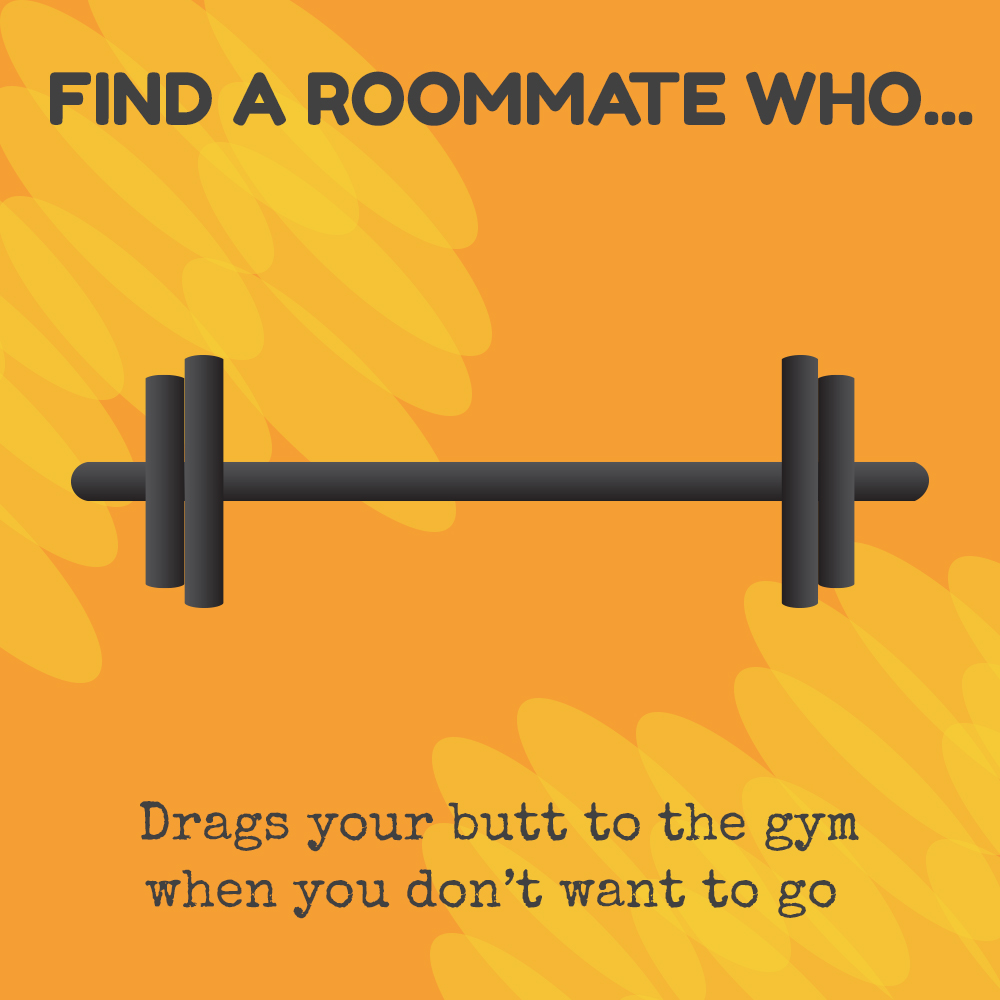 FIND A ROOMMATE WHO...
Drags your butt to the gym
when you don’t want to go